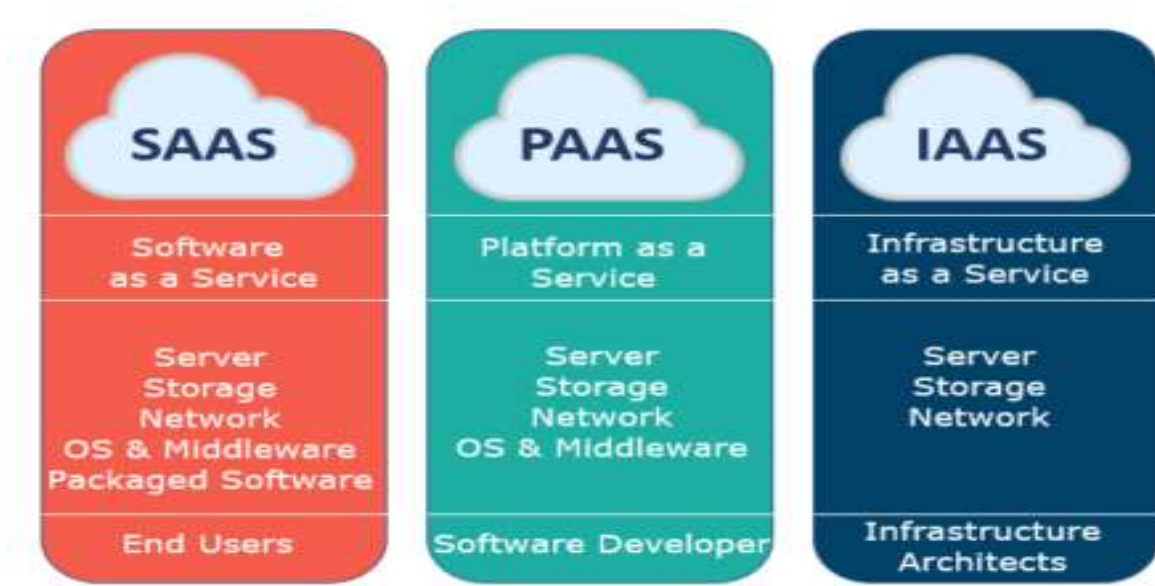 SAAS
Software
as a Service
Server
Storage
Network
OS & Middleware
Packaged Software
End Users
PAAS
Platform as a
Service
Server
Storage
Network
OS & Middleware
Software Developer
IAAS
Infrastructure
as a Service
Server
Storage
Network
Infrastructure
Architects